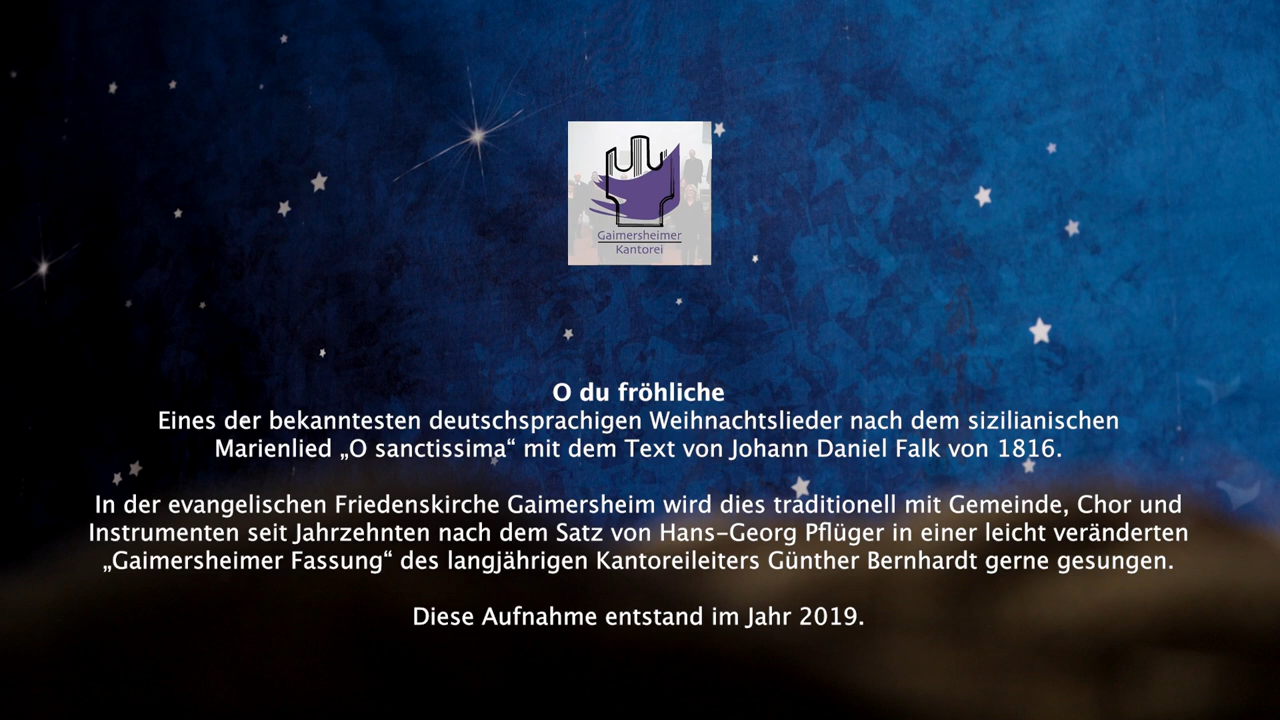 Gaimersheimer
Kantorei
O du fröhliche
Eines der bekanntesten deutschsprachigen Weihnachtslieder nach dem sizilianischen
Marienlied „O sanctissima“ mit dem Text von Johann Daniel Falk von 1816.
In der evangelischen Friedenskirche Gaimersheim wird dies traditionell mit Gemeinde, Chor und
Instrumenten seit Jahrzehnten nach dem Satz von Hans-Georg Pflüger in einer leicht veränderten
„Gaimersheimer Fassung“ des langjährigen Kantoreileiters Günther Bernhardt gerne gesungen.
Diese Aufnahme entstand im Jahr 2019.